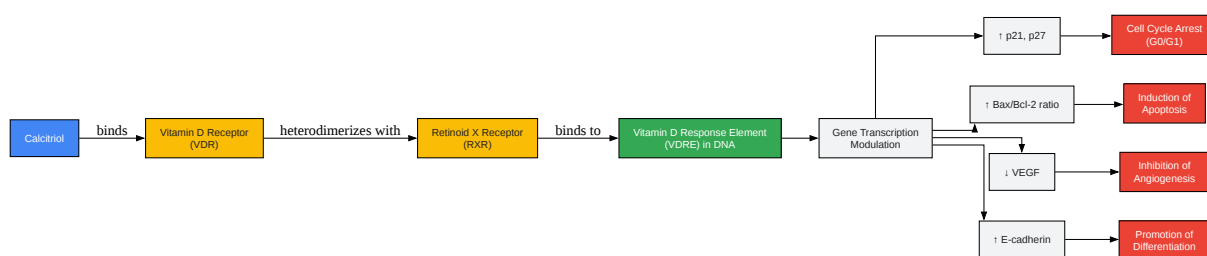 Calcitriol
binds
Vitamin D Receptor
(VDR)
heterodimerizes with
Retinoid X Receptor
(RXR)
binds to
Vitamin D Response Element
(VDRE) in DNA
Gene Transcription
Modulation
↑ p21, p27
Cell Cycle Arrest
(G0/G1)
↑ Bax/Bcl-2 ratio
Induction of
Apoptosis
↓ VEGF
Inhibition of
Angiogenesis
↑ E-cadherin
Promotion of
Differentiation